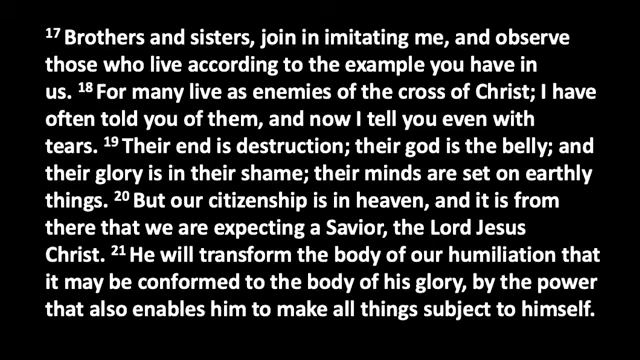 17 Brothers and sisters, join in imitating me, and observe
those who live according to the example you have in
us. 18 For many live as enemies of the cross of Christ; I have
often told you of them, and now I tell you even with
tears. 19 Their end is destruction; their god is the belly; and
their glory is in their shame; their minds are set on earthly
things. 20 But our citizenship is in heaven, and it is from
there that we are expecting a Savior, the Lord Jesus
Christ. 21 He will transform the body of our humiliation that
it may be conformed to the body of his glory, by the power
that also enables him to make all things subject to himself.